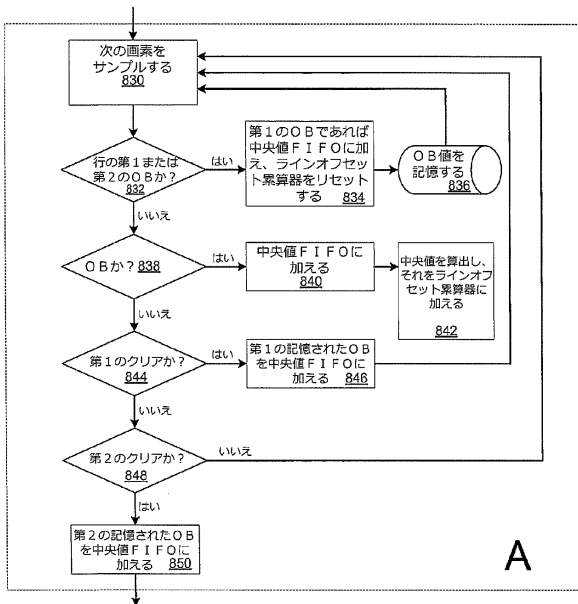 次の画素を
サンプルする
830
行の第1または
第2のOBか?
832
はい
第1のOBであれば
中央値FIFOに加
え、ラインオフセッ
ト累算器をリセット
する 834
OB値を
記憶する
836
いいえ
OBか? 838
はい
中央値FIFOに
加える
840
中央値を算出し、
それをラインオフ
セット累算器に
加える
842
いいえ
第1のクリアか?
844
はい
第1の記憶されたOB
を中央値FIFOに
加える 846
いいえ
第2のクリアか?
848
いいえ
はい
第2の記憶されたOB
を中央値FIFOに
加える 850
A